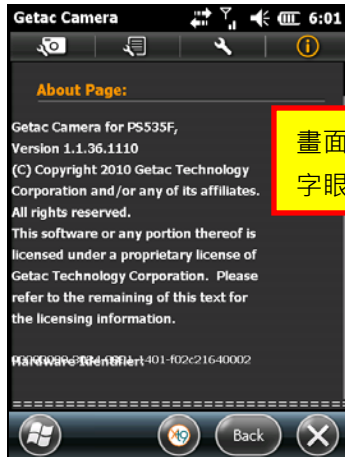 Getac Camera 6:01
About Page:
Getac Camera for PS535F,
Version 1.1.36.1110
(C) Copyright 2010 Getac Technology
Corporation and/or any of its affiliates.
All rights reserved.
This software or any portion thereof is
licensed under a proprietary license of
Getac Technology Corporation. Please
refer to the remaining of this text for
the licensing information.
Hardware Identifier:
-f02c21640002
==============================
Back
畫面
字眼